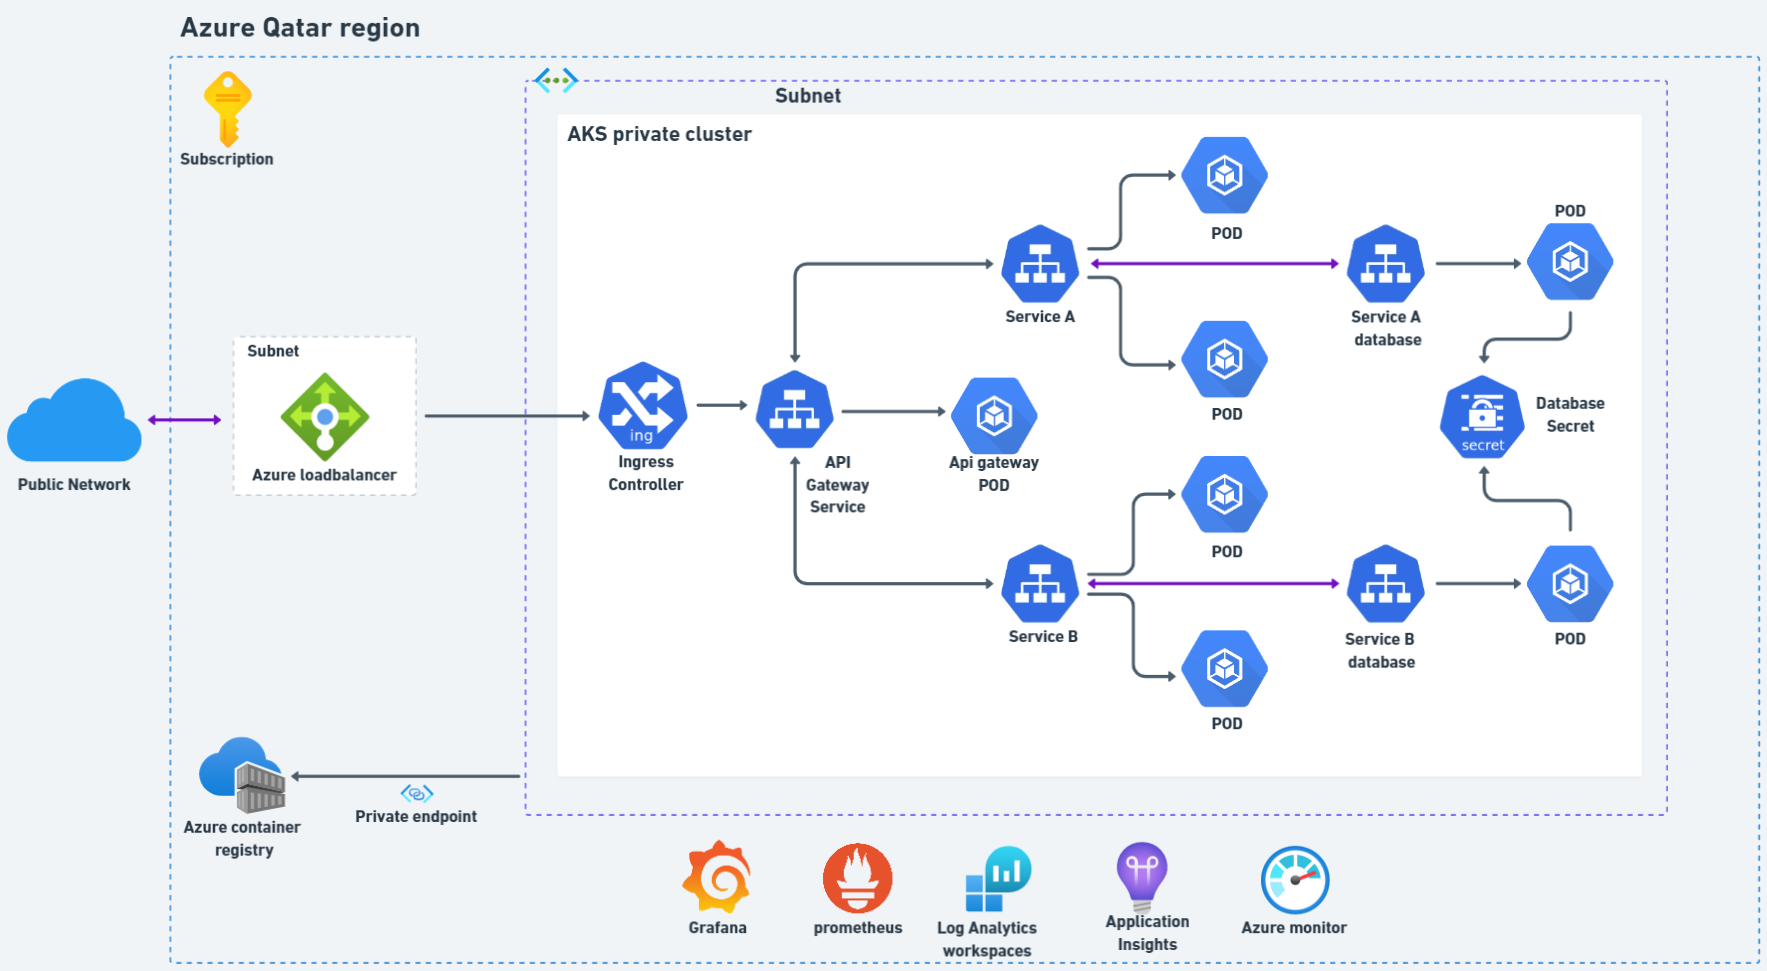 Azure Qatar region
Subscription
Subnet
AKS private cluster
POD
POD
Service A
Service A
database
POD
Subnet
Azure loadbalancer
Public Network
ing
Ingress
Controller
API
Gateway
Service
Api gateway
POD
secret
Database
Secret
POD
Service B
Service B
database
POD
POD
Azure container
registry
Private endpoint
Grafana
prometheus
Log Analytics
workspaces
Application
Insights
Azure monitor